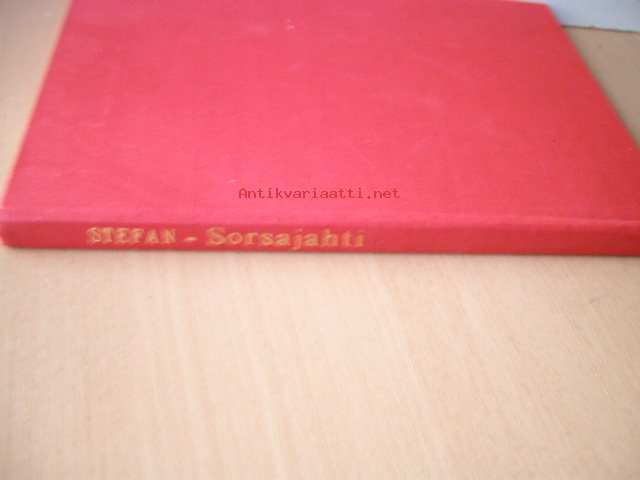 Antikvariaatti.net
STEFAN - Sorsajahti